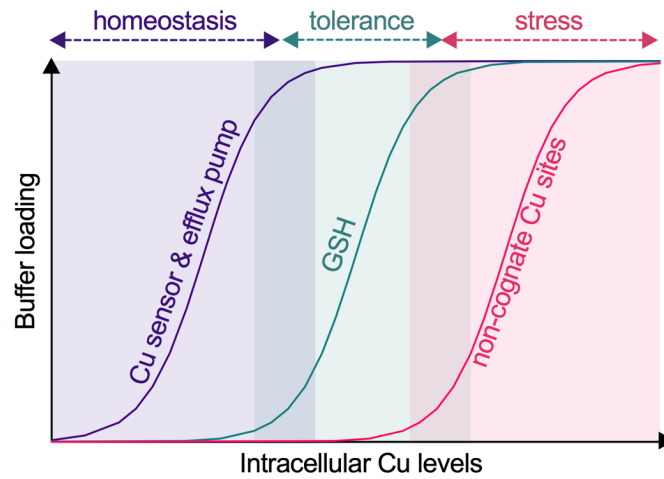 homeostasis tolerance stress
Buffer loading
Cu sensor & efflux pump
GSH
non-cognate Cu sites
Intracellular Cu levels